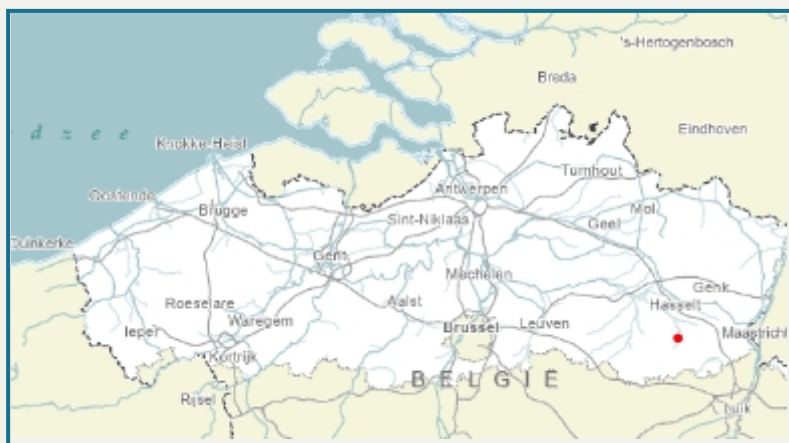 's-Hertogenbosch
Breda
d z e e
Eindhoven
Knokke-Heist
Turnhout
Antwerpen
Oostende
Mol
Brugge
Sint-Niklaas
Geel
Duinkerke
Gent
Mechelen
Genk
Roeselare
Aalst
Hasselt
Waregem
Brussel
Leuven
Ieper
Maastricht
Kortrijk
BELGIË
Rijsel
Luik